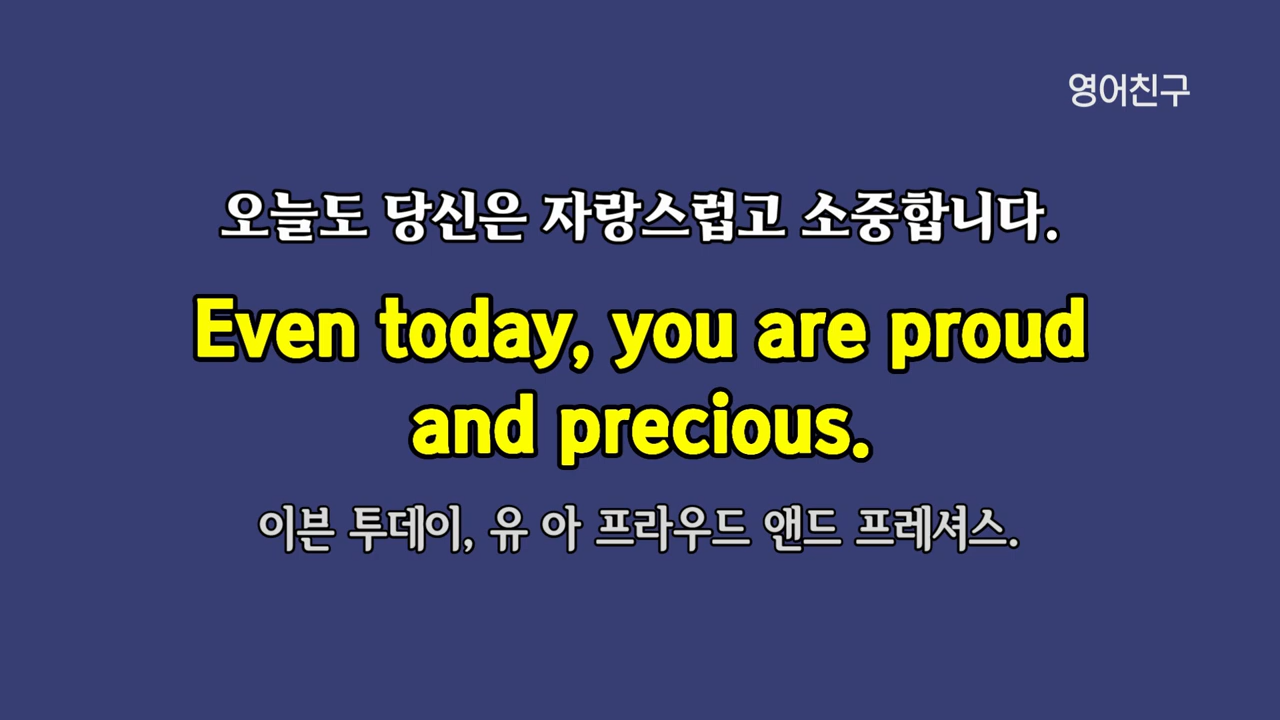 영어친구
오늘도 당신은 자랑스럽고 소중합니다.
Even today, you are proud
and precious.
이븐 투데이, 유 아 프라우드 앤드 프레셔스.